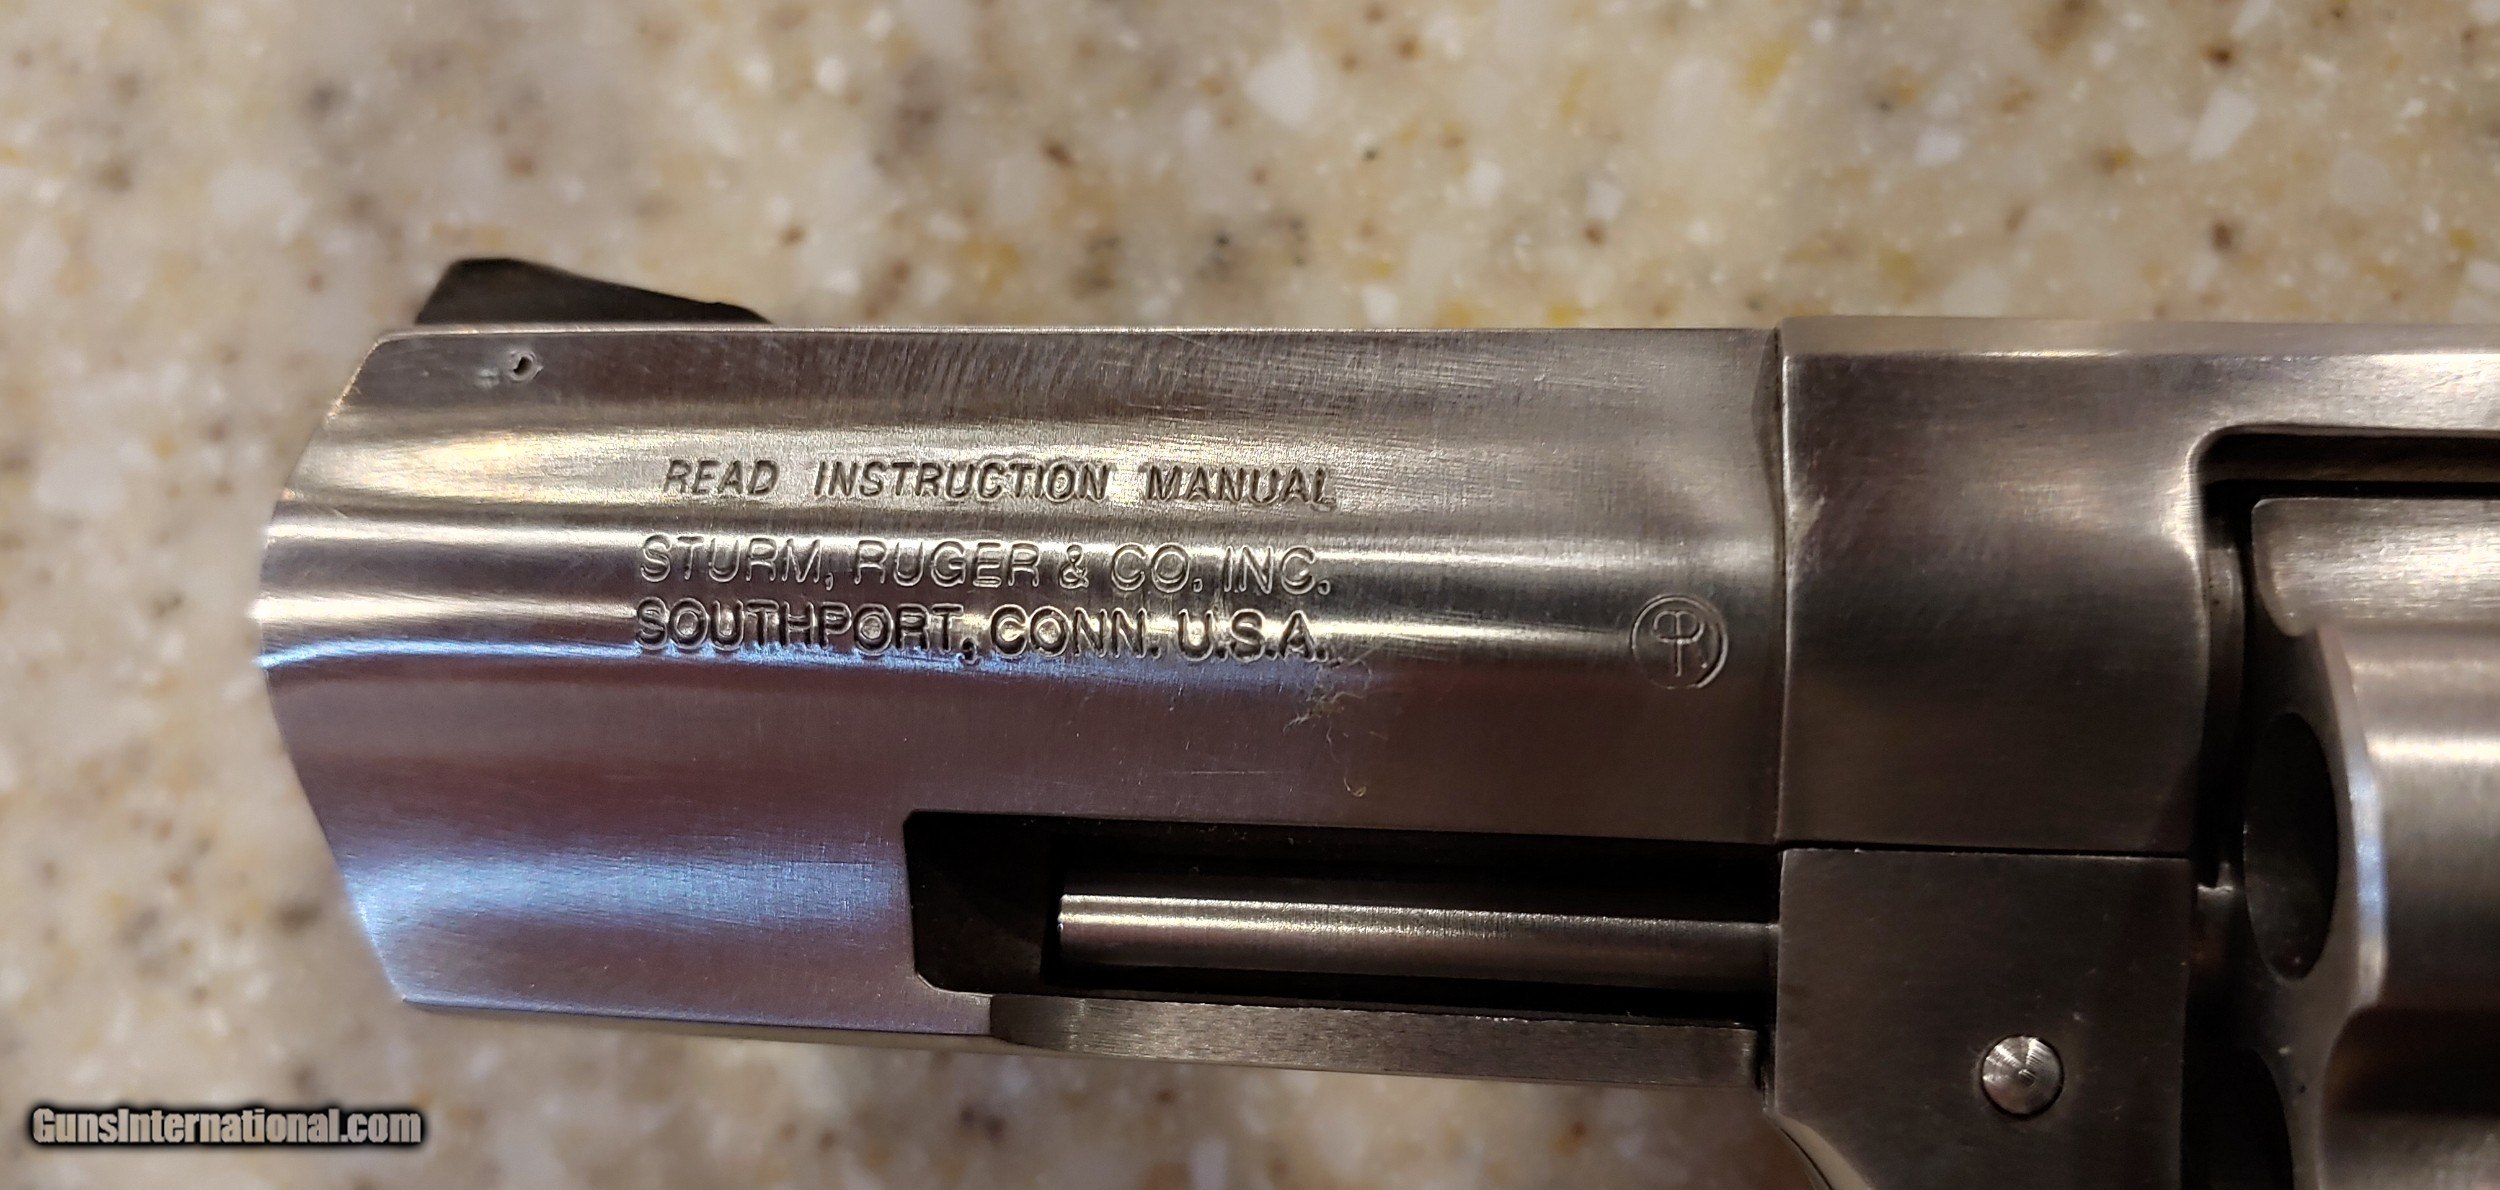 READ INSTRUCTION MANUAL
STURM, RUGER & CO. INC.
SOUTHPORT, CONN. U.S.A.
GunsInternational.com